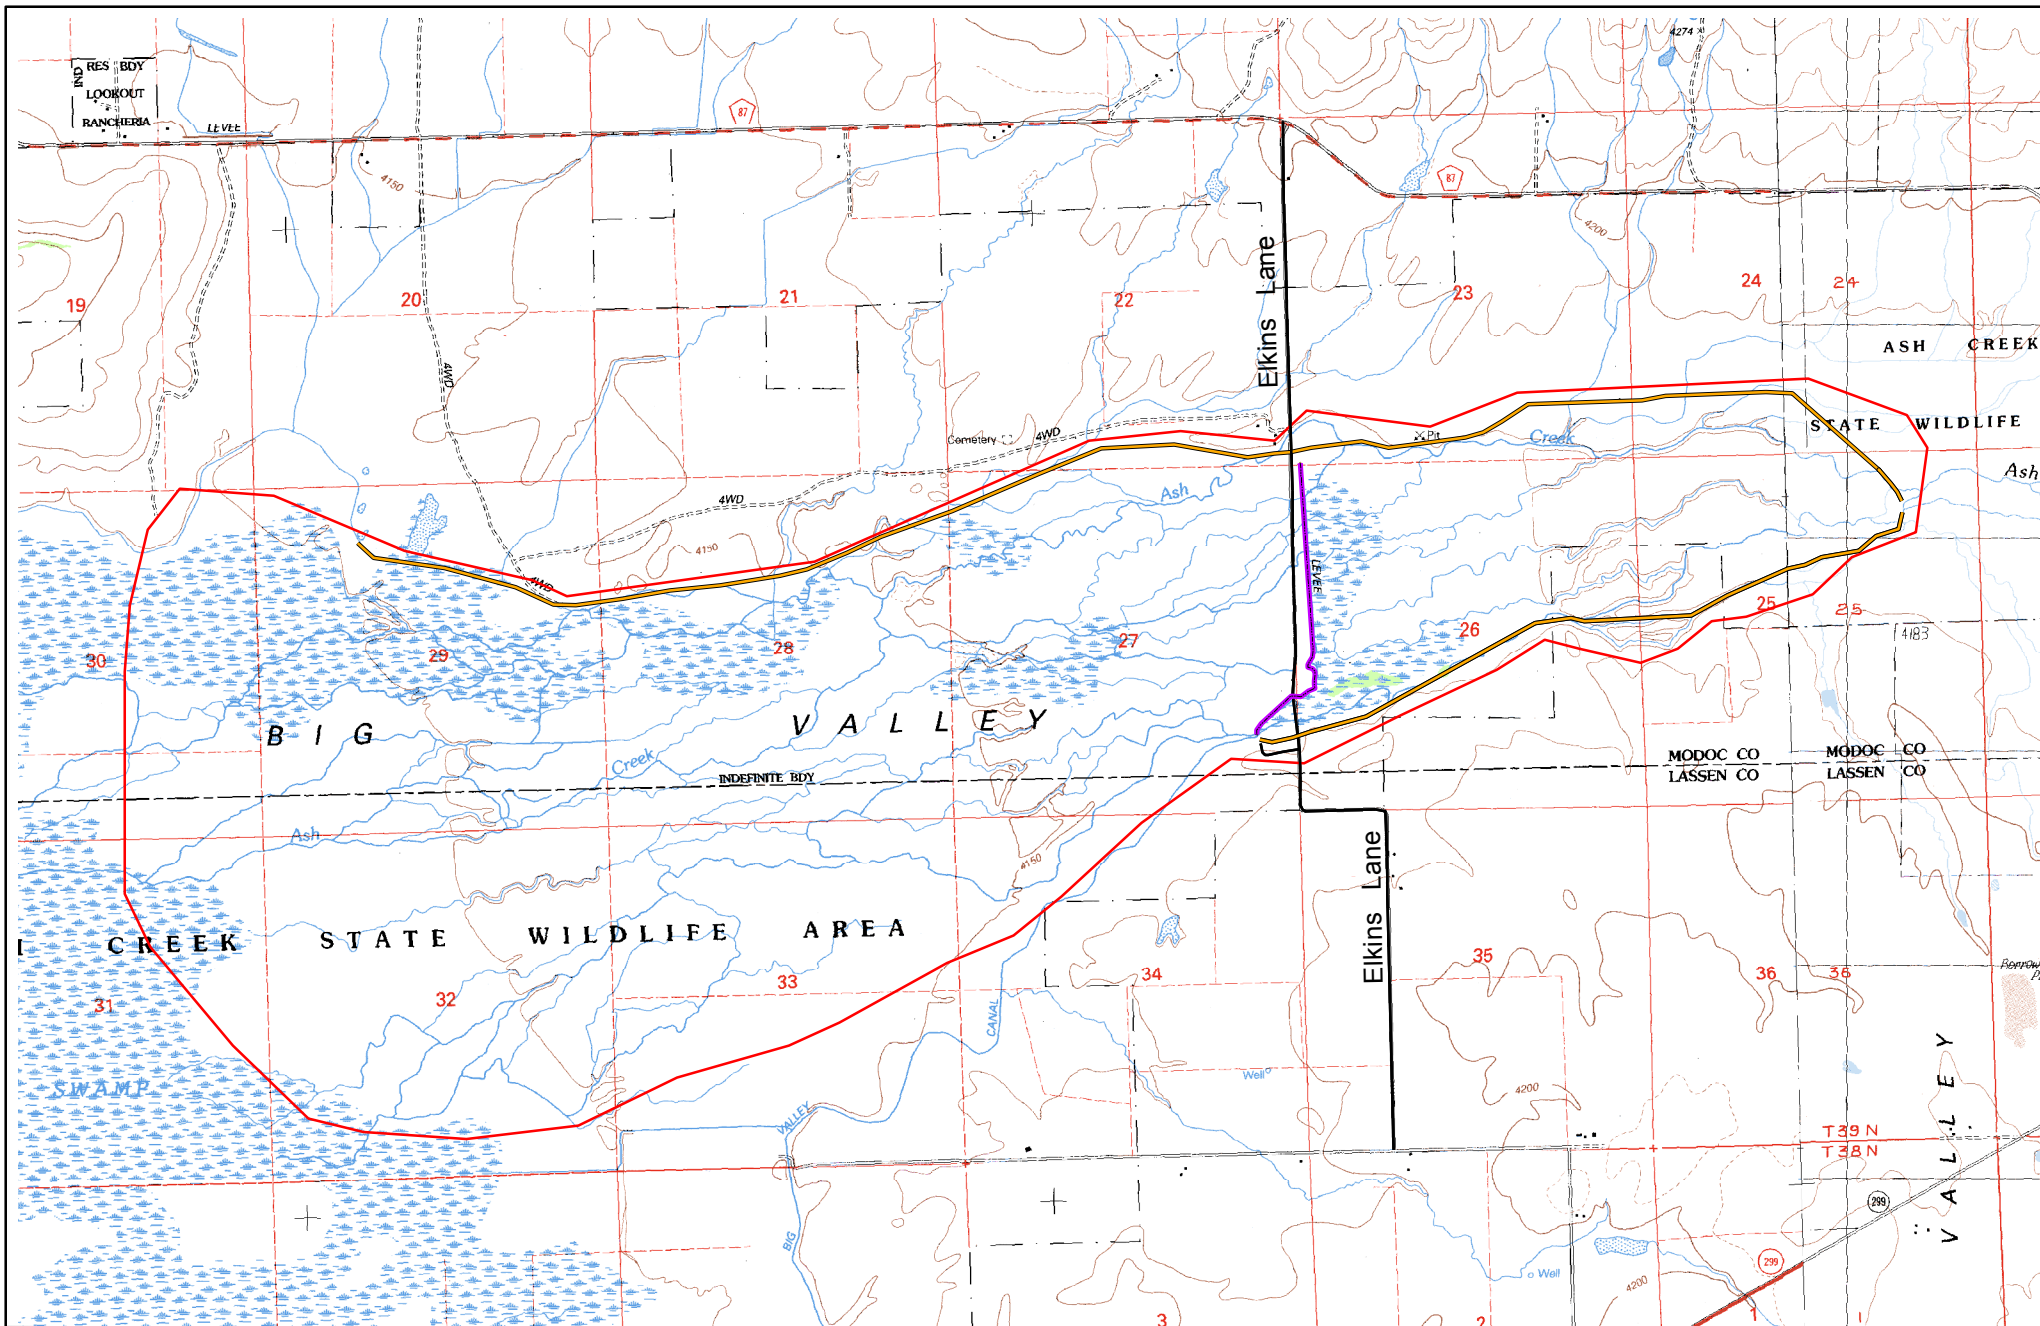 4274
IND
RES BDY
LOOKOUT
RANCHERIA
LEVEE
87
4150
87
4200
Elkins Lane
19
20
21
22
23
24
24
4WD
ASH CREEK
Cemetery
4WD
Pit
Creek
STATE WILDLIFE
Ash
4WD
Ash
4150
4WD
LEVEE
25
25
26
27
28
29
30
4183
BIG VALLEY
Creek
INDEFINITE BDY
MODOC CO
LASSEN CO
MODOC CO
LASSEN CO
Ash
4150
Elkins Lane
CREEK STATE WILDLIFE AREA
31
32
33
34
35
36
36
Borrow
CANAL
SWAMP
Well
4200
VALLEY
VALLEY
T39N
T38N
299
BIG
Well
299
4200
3
2
1